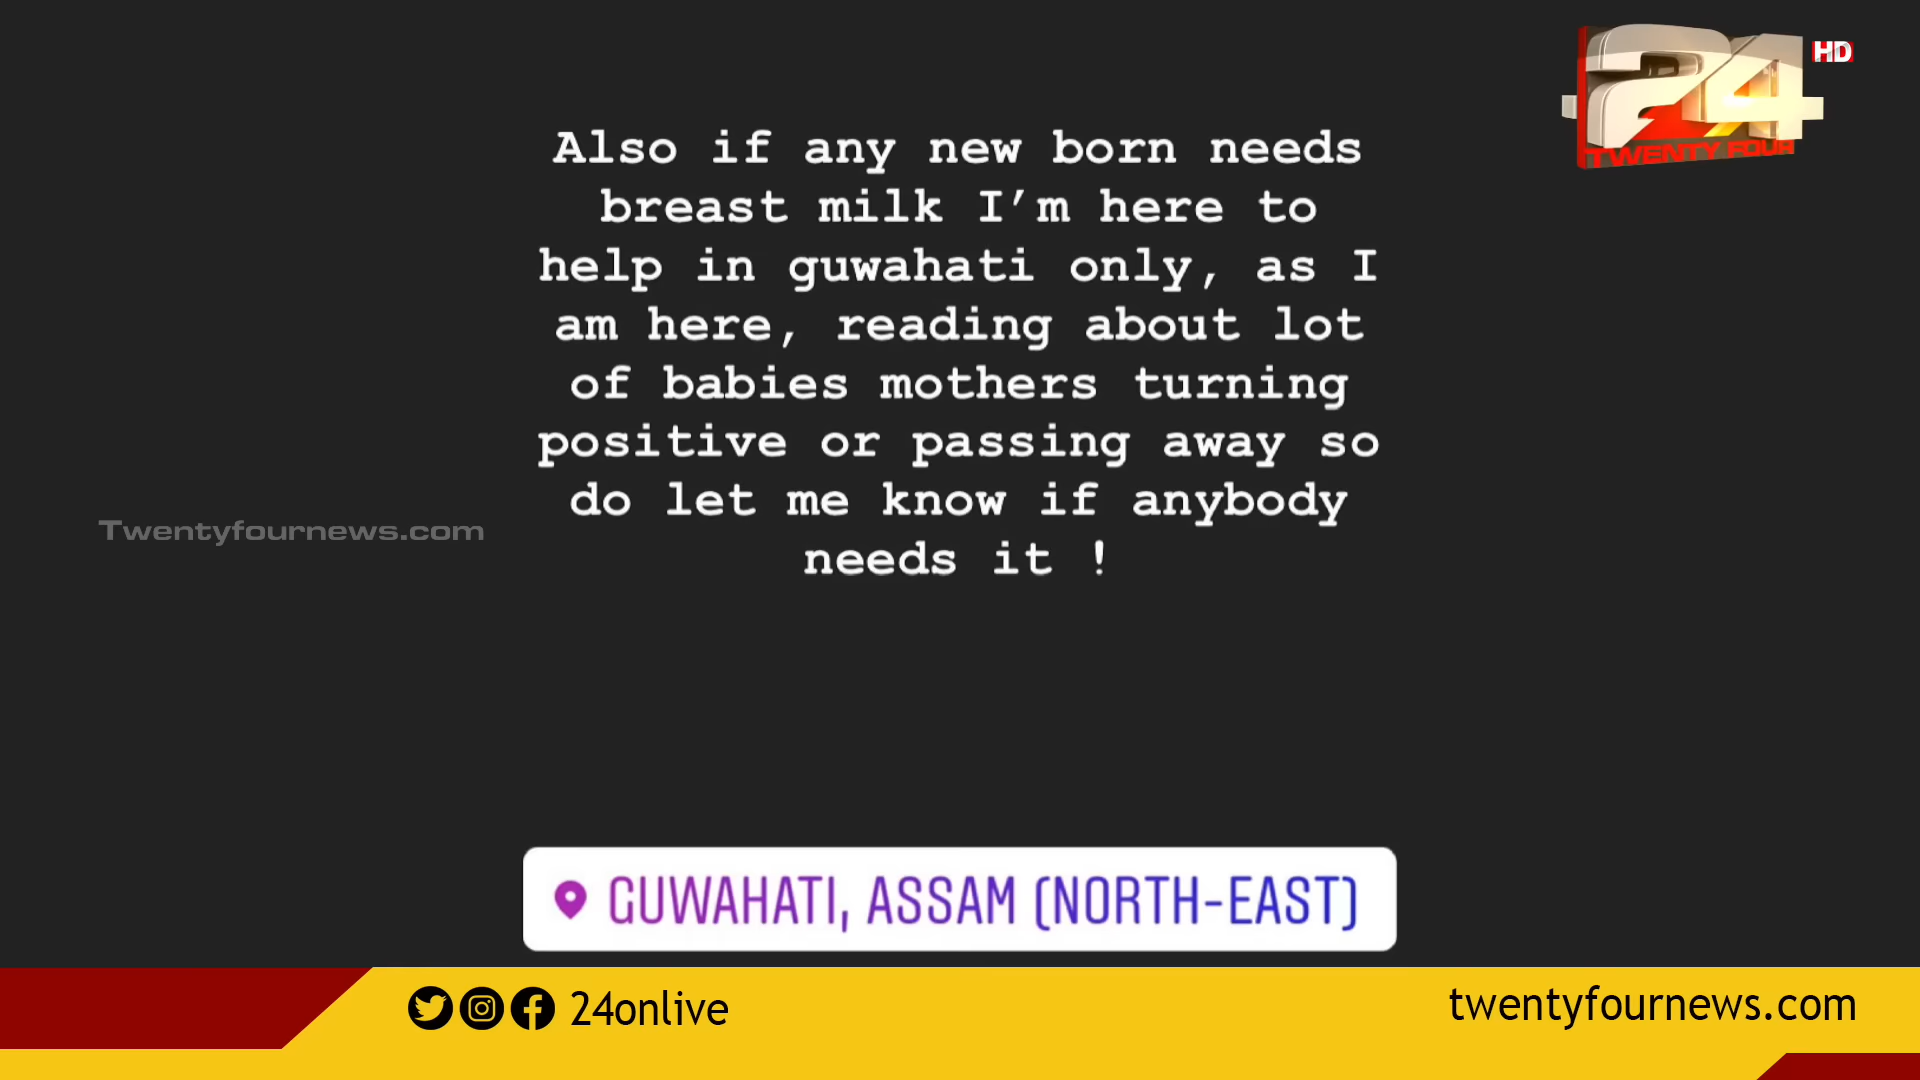 24 HD
TWENTY FOUR
Also if any new born needs
breast milk I’m here to
help in guwahati only, as I
am here, reading about lot
of babies mothers turning
positive or passing away so
do let me know if anybody
needs it !
Twentyfournews.com
GUWAHATI, ASSAM (NORTH-EAST)
24onlive
twentyfournews.com